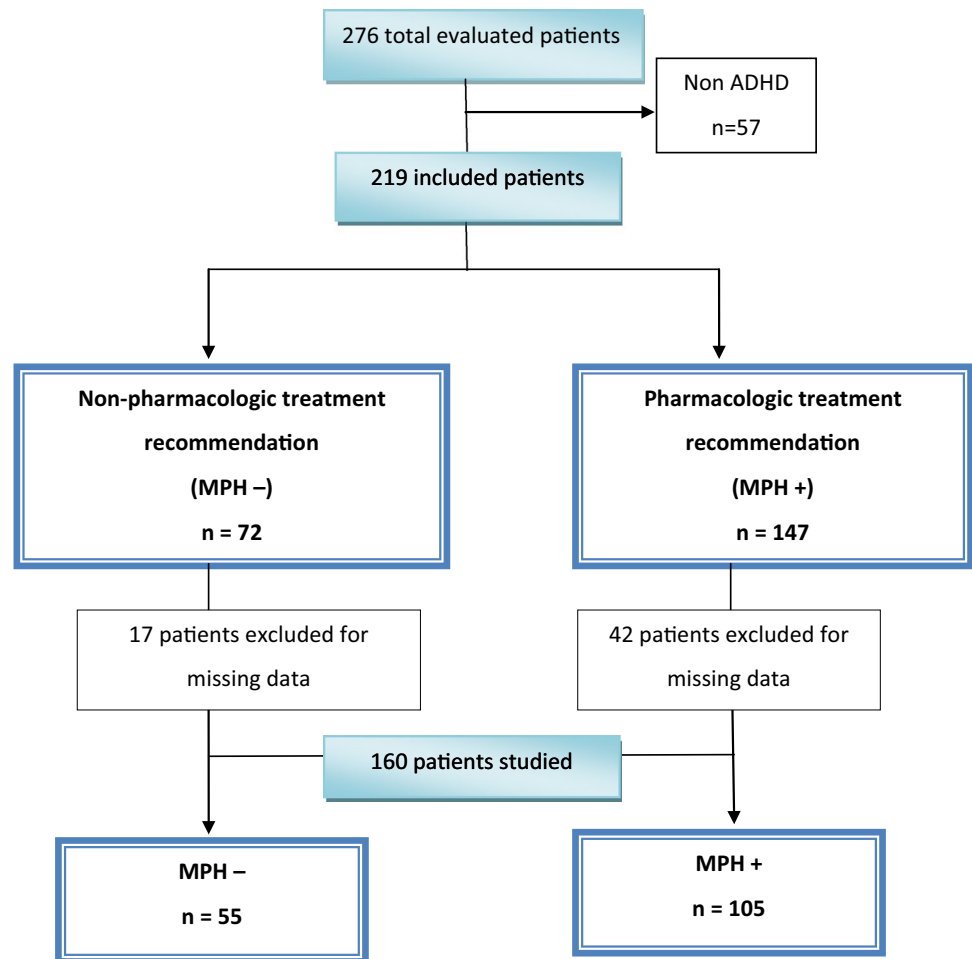 276 total evaluated patients
Non ADHD
n=57
219 included patients
Non-pharmacologic treatment
recommendation
(MPH –)
n = 72
Pharmacologic treatment
recommendation
(MPH +)
n = 147
17 patients excluded for
missing data
42 patients excluded for
missing data
160 patients studied
MPH –
n = 55
MPH +
n = 105